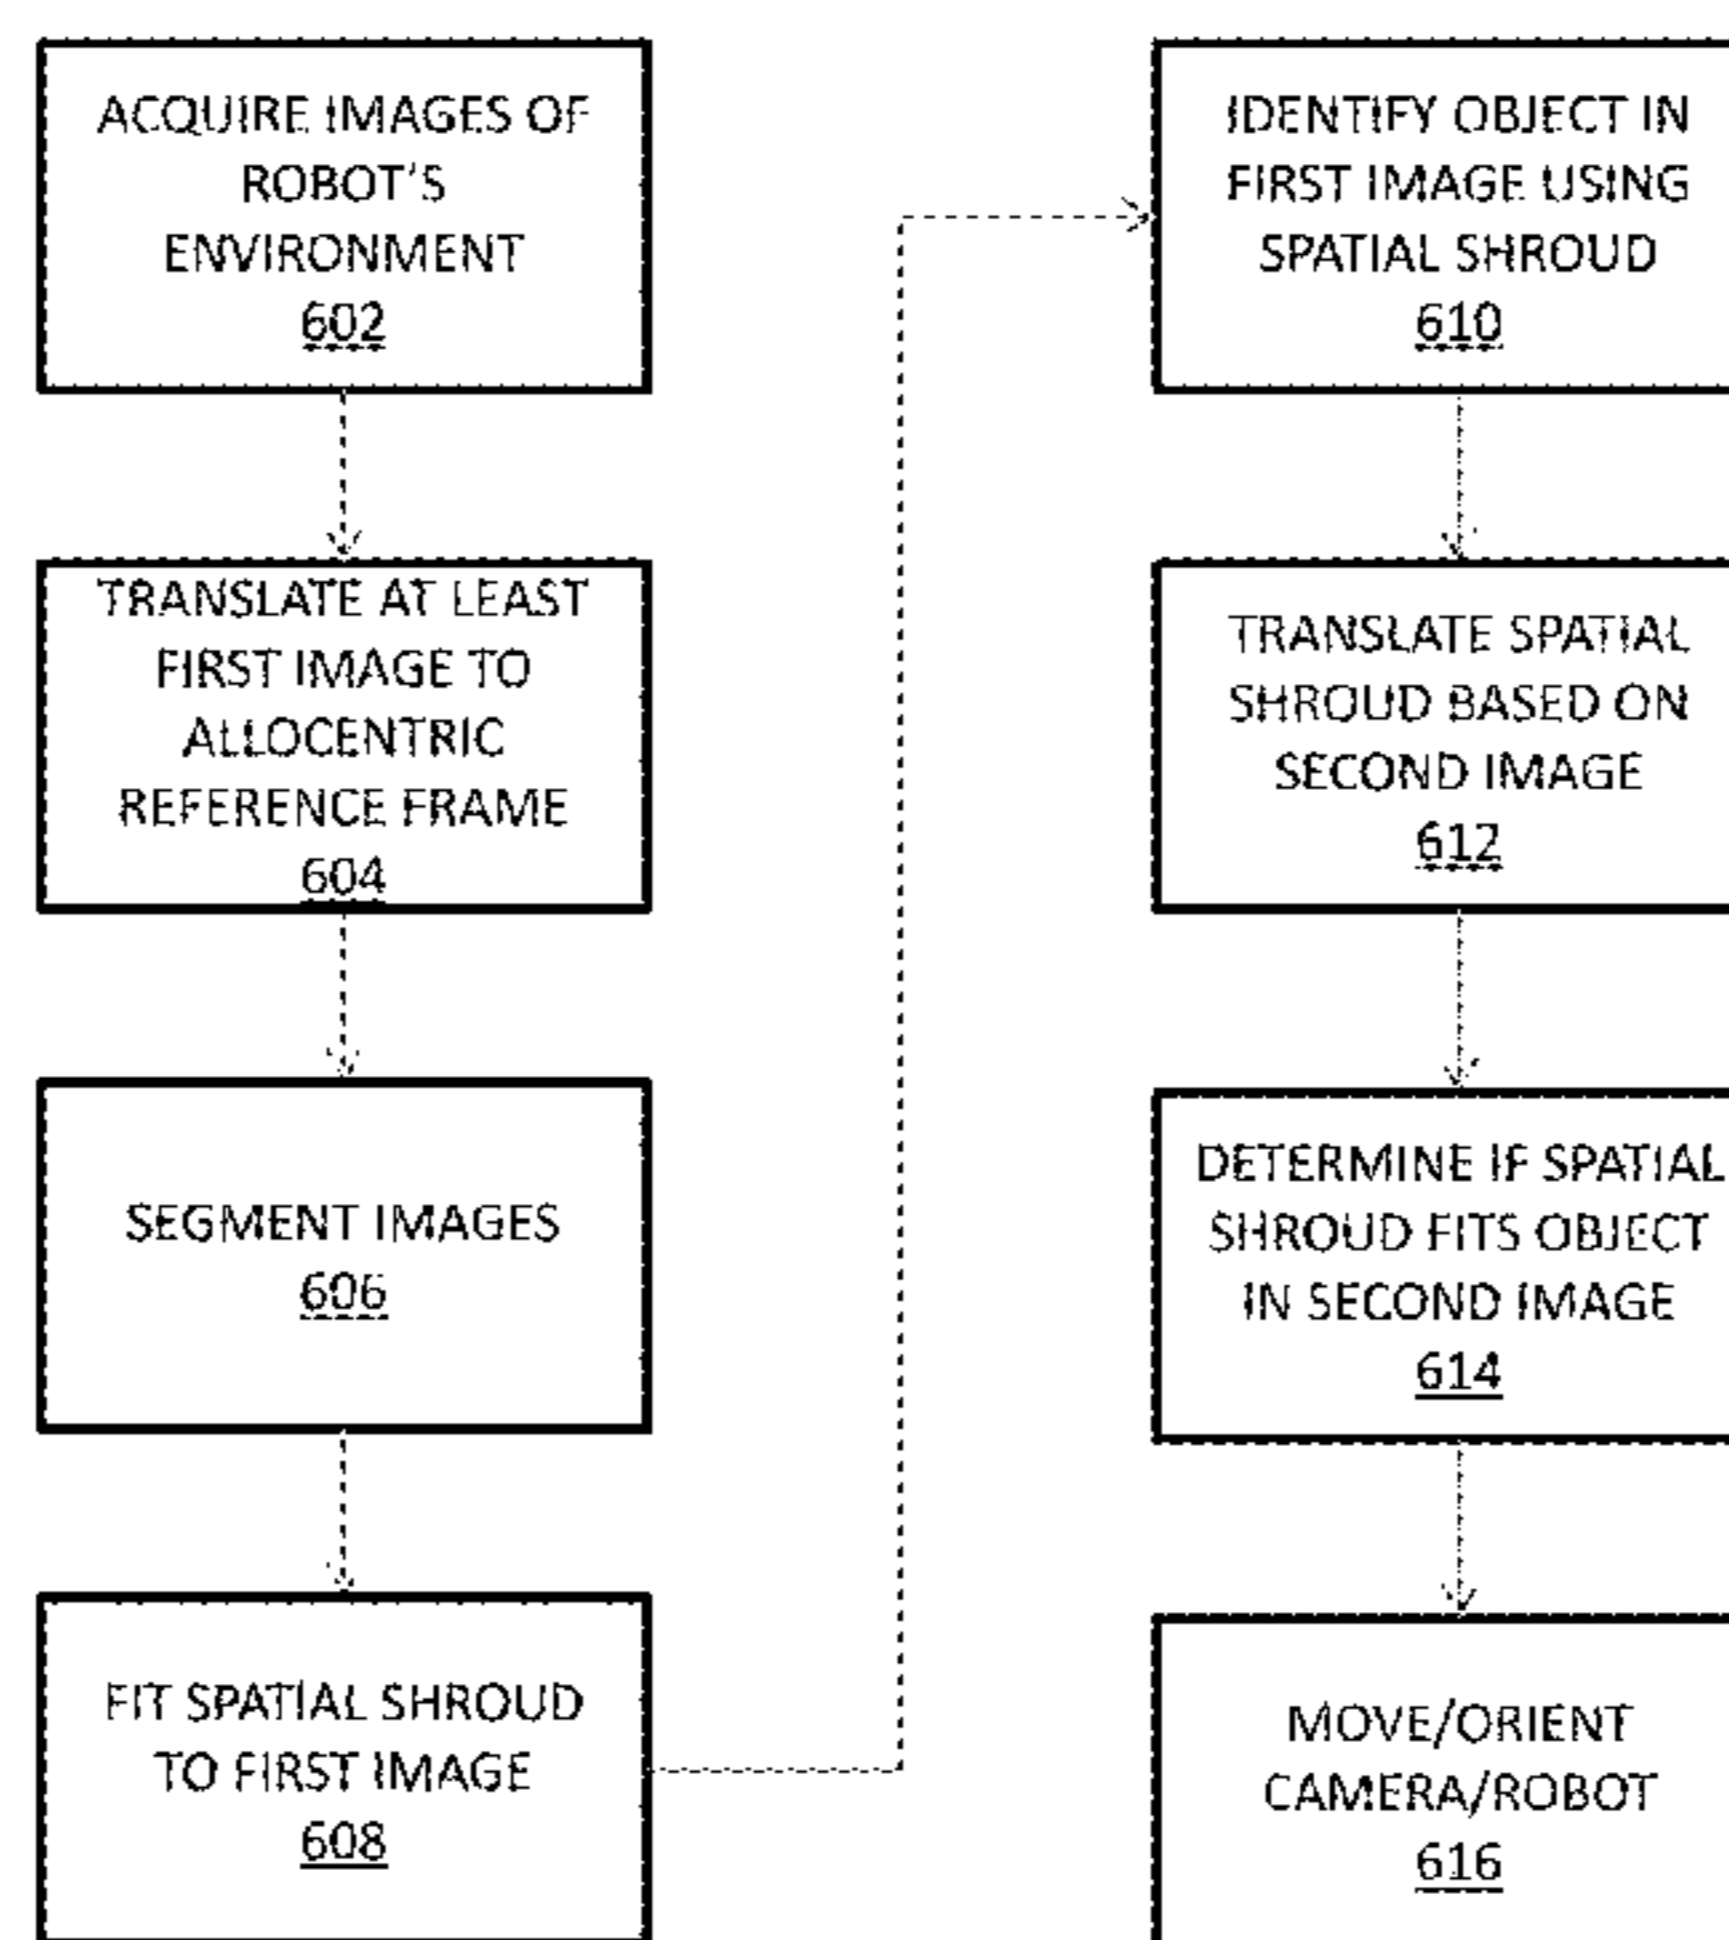 ACQUIRE IMAGES OF
ROBOT'S
ENVIRONMENT
602
TRANSLATE AT LEAST
FIRST IMAGE TO
ALLOCENTRIC
REFERENCE FRAME
604
SEGMENT IMAGES
606
FIT SPATIAL SHROUD
TO FIRST IMAGE
608
IDENTIFY OBJECT IN
FIRST IMAGE USING
SPATIAL SHROUD
610
TRANSLATE SPATIAL
SHROUD BASED ON
SECOND IMAGE
612
DETERMINE IF SPATIAL
SHROUD FITS OBJECT
IN SECOND IMAGE
614
MOVE/ORIENT
CAMERA/ROBOT
616